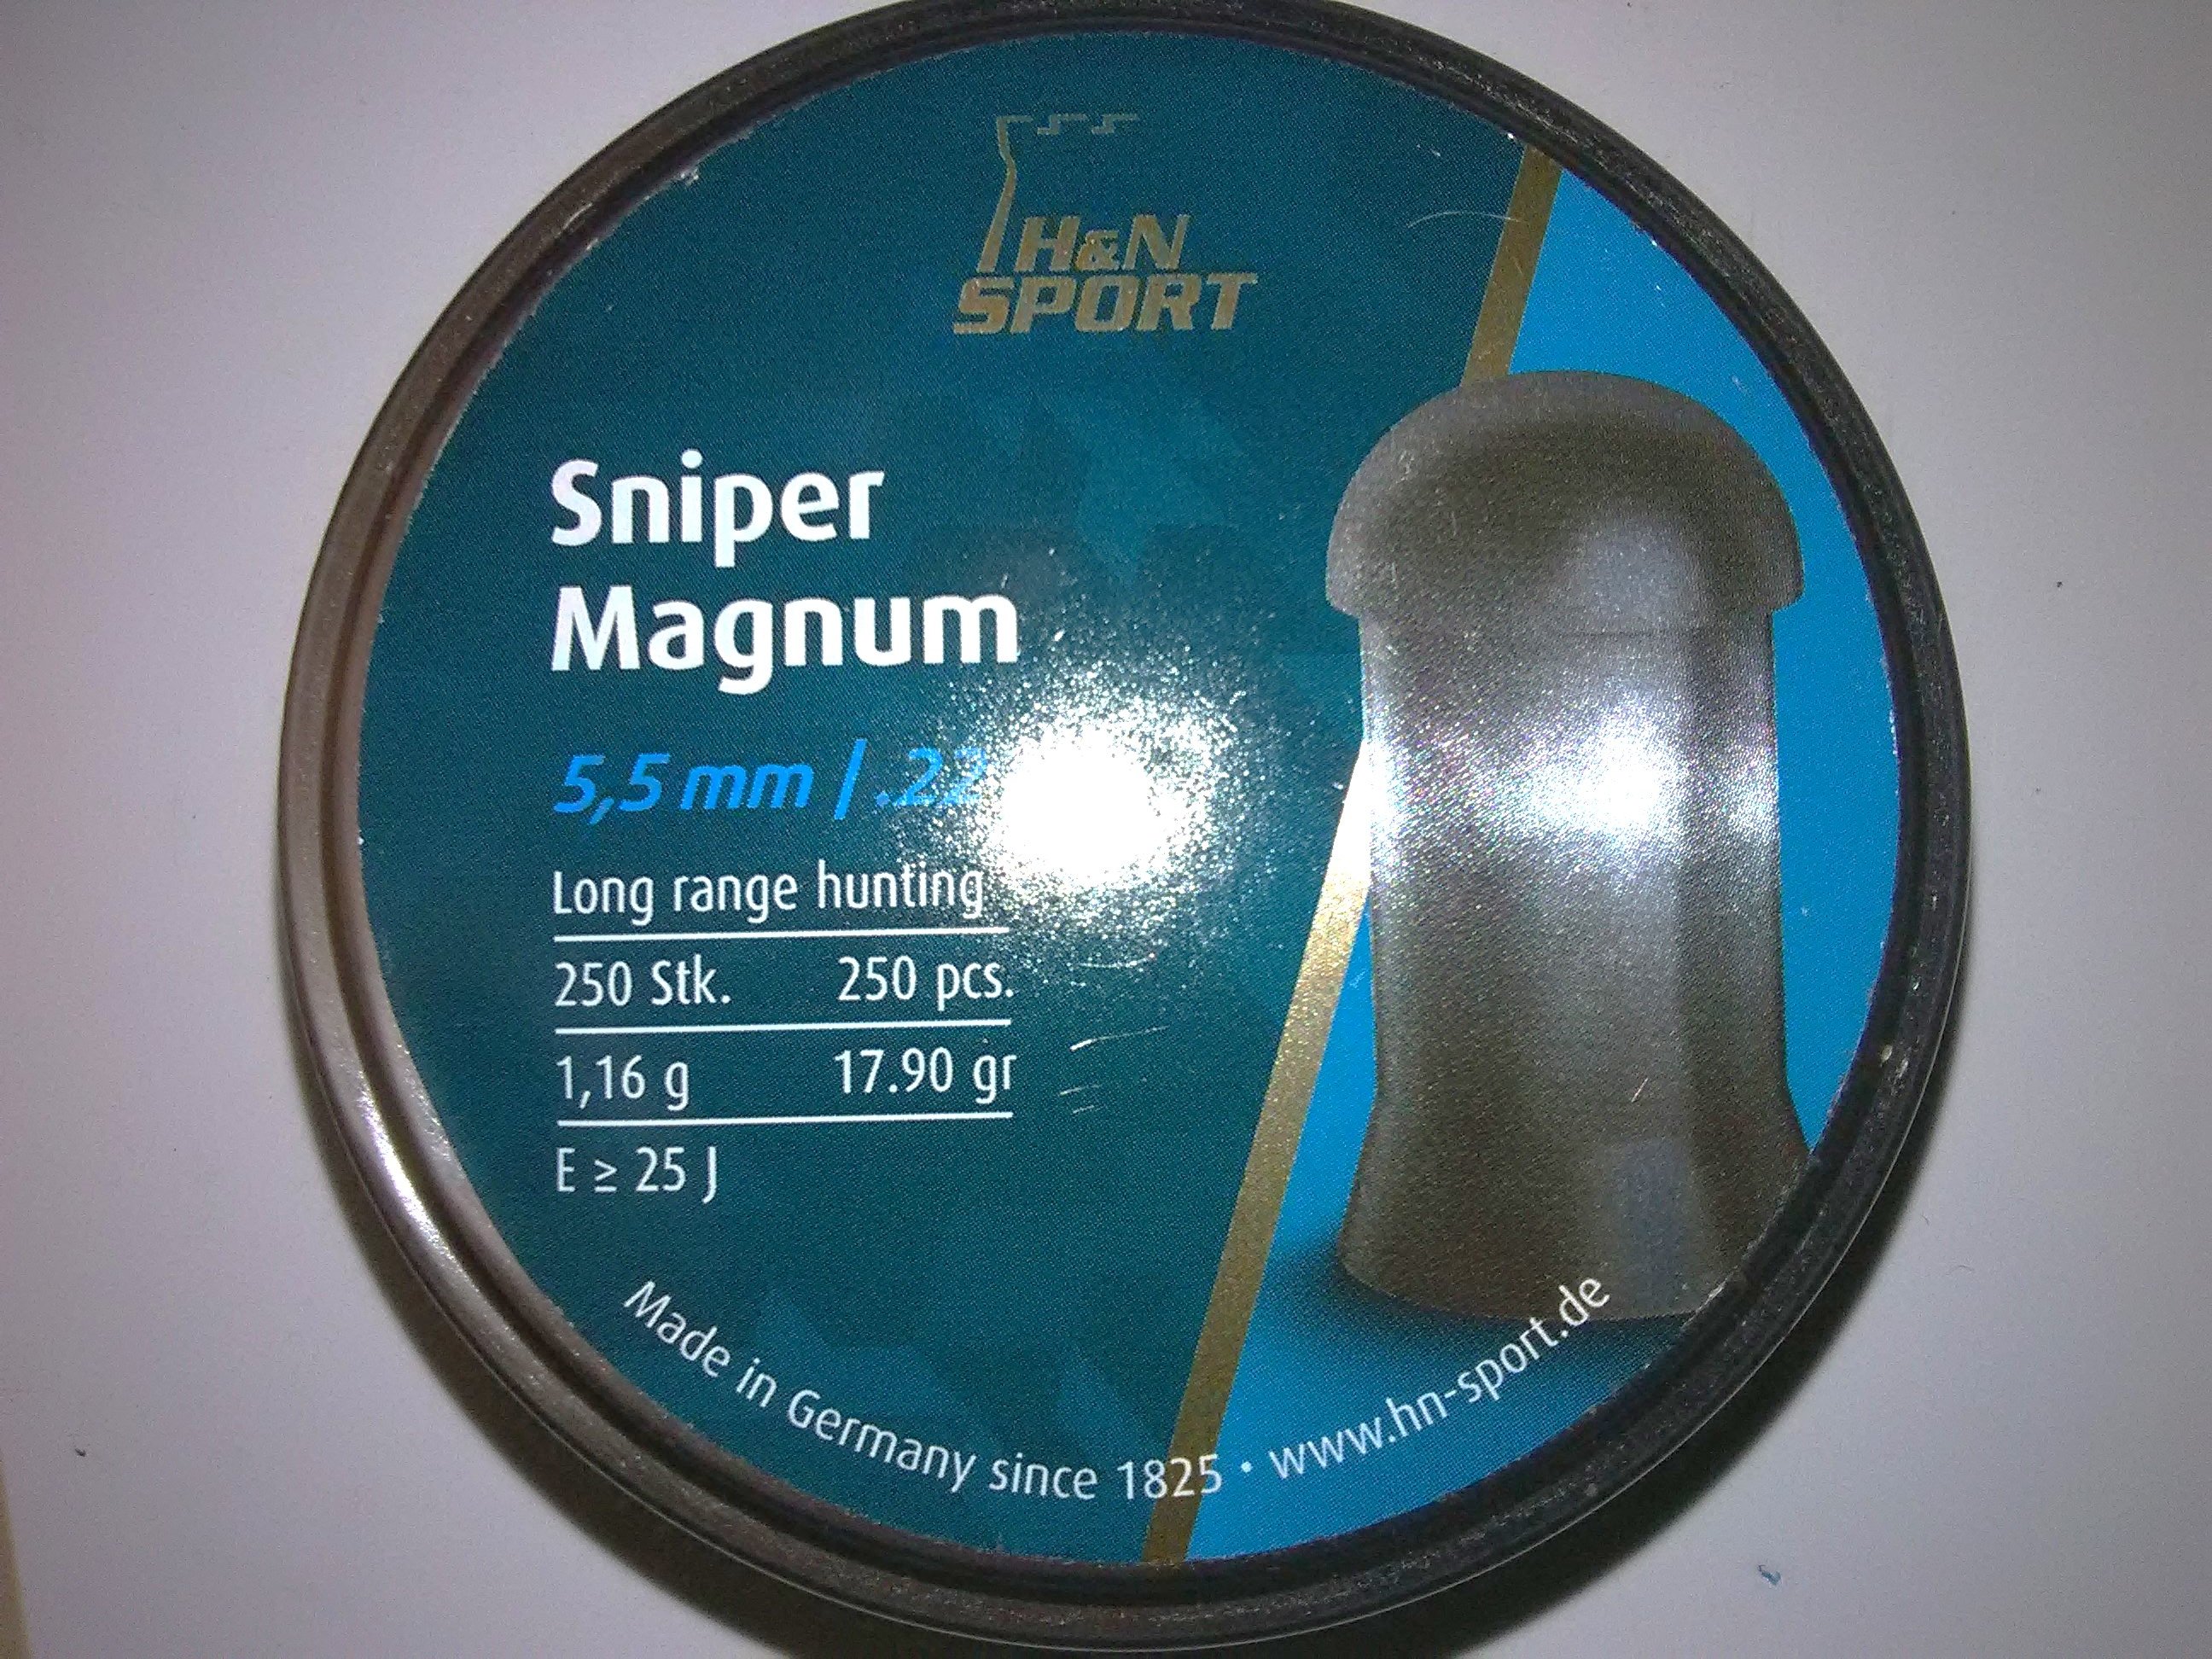 H&N
SPORT
Sniper
Magnum
5,5 mm / .22
Long range hunting
250 Stk. 250 pcs.
1,16 g 17.90 gr
E ≥ 25 J
Made in Germany since 1825 • www.hn-sport.de